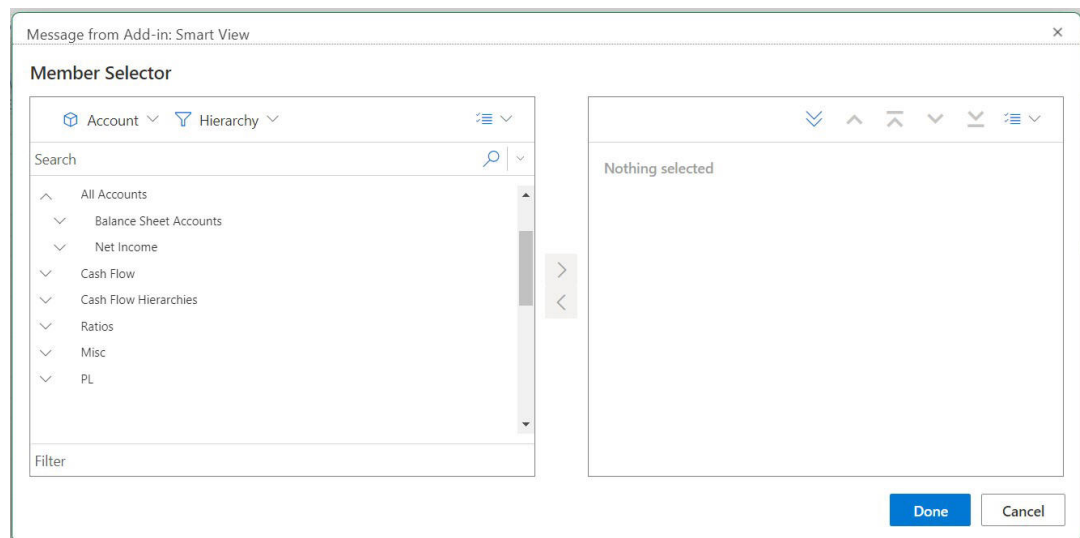 Message from Add-in: Smart View
Member Selector
Account Hierarchy
Search
All Accounts
Balance Sheet Accounts
Net Income
Cash Flow
Cash Flow Hierarchies
Ratios
Misc
PL
Filter
Nothing selected
Done Cancel